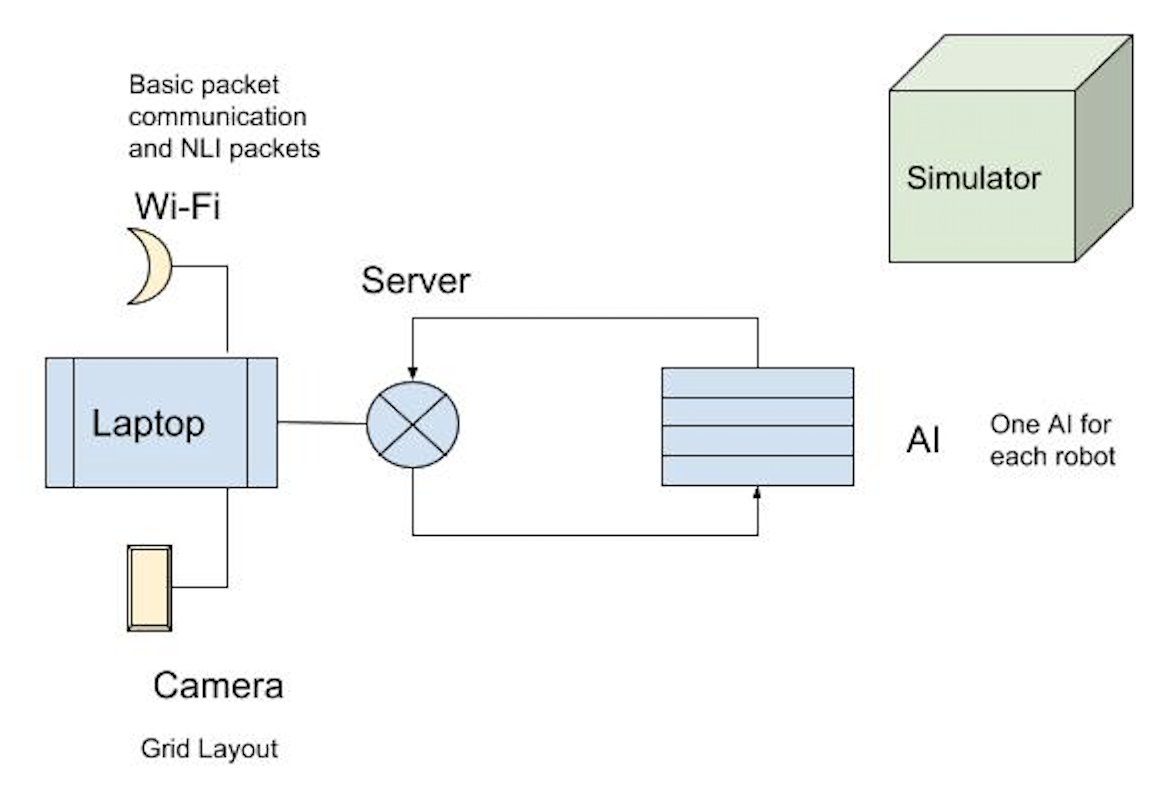 Basic packet
communication
and NLI packets
Wi-Fi
Simulator
Server
Laptop
AI
One AI for
each robot
Camera
Grid Layout